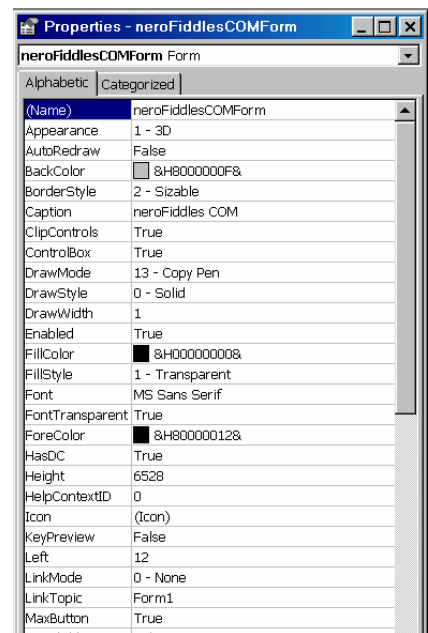 Properties - neroFiddlesCOMForm
neroFiddlesCOMForm Form
Alphabetic Categorized
(Name) neroFiddlesCOMForm
Appearance 1 - 3D
AutoRedraw False
BackColor &H8000000F&
BorderStyle 2 - Sizable
Caption neroFiddles COM
ClipControls True
ControlBox True
DrawMode 13 - Copy Pen
DrawStyle 0 - Solid
DrawWidth 1
Enabled True
FillColor &H00000000&
FillStyle 1 - Transparent
Font MS Sans Serif
FontTransparent True
ForeColor &H80000012&
HasDC True
Height 6528
HelpContextID 0
Icon (Icon)
KeyPreview False
Left 12
LinkMode 0 - None
LinkTopic Form1
MaxButton True